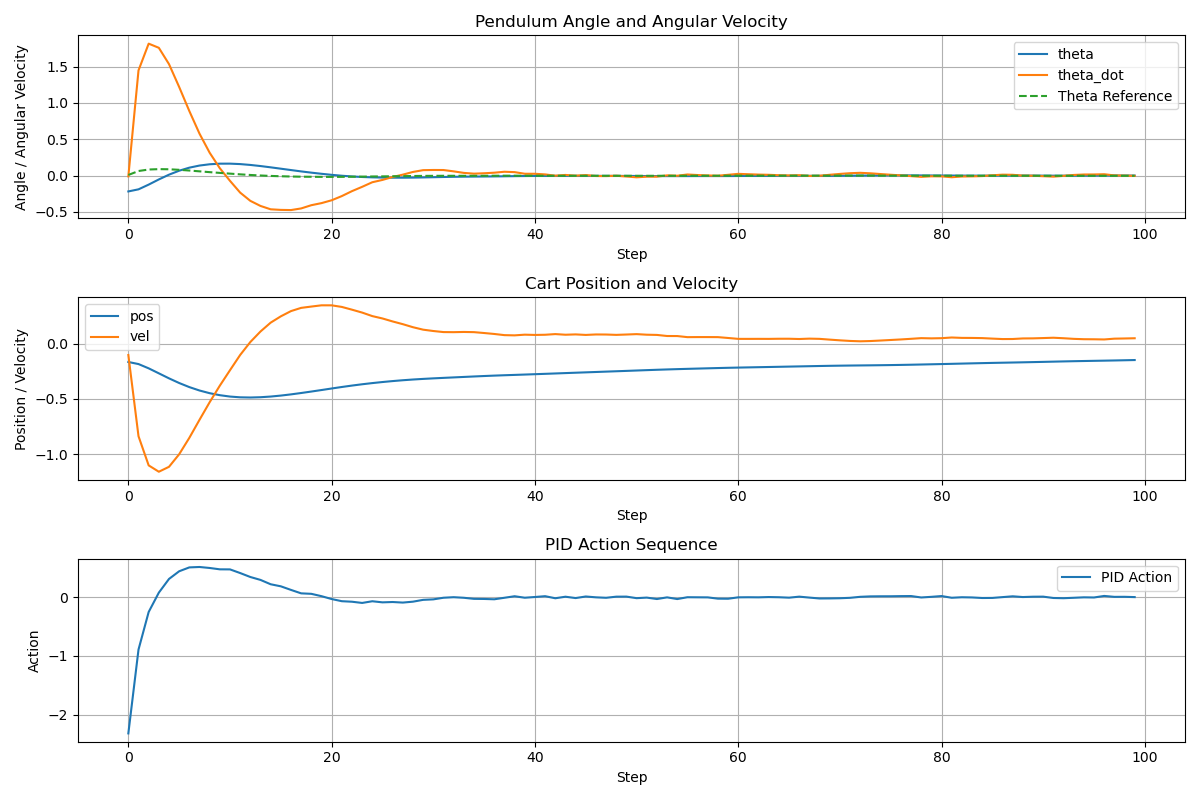 Pendulum Angle and Angular Velocity
Angle / Angular Velocity
1.5
1.0
0.5
0.0
−0.5
theta
theta_dot
Theta Reference
0 20 40 60 80 100
Step
Cart Position and Velocity
Position / Velocity
0.0
−0.5
−1.0
pos
vel
0 20 40 60 80 100
Step
PID Action Sequence
Action
0
−1
−2
PID Action
0 20 40 60 80 100
Step